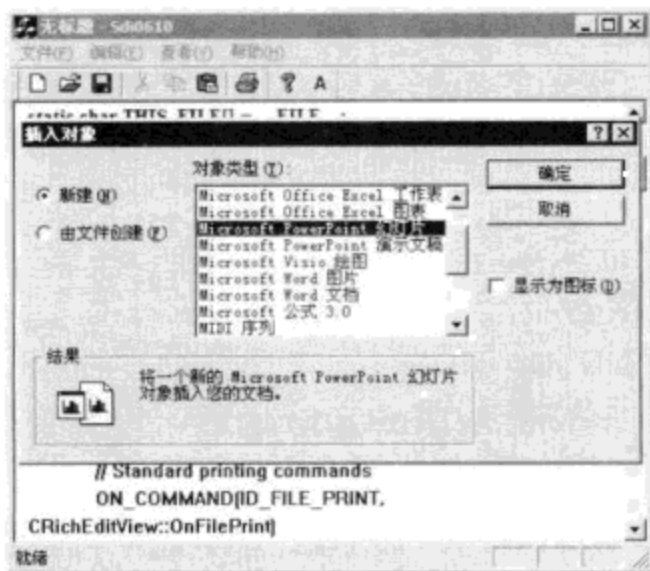 无标题 - Sdi0610
文件(F) 编辑(E) 查看(V) 帮助(H)
A
static char THIS_FILE[] = __FILE__;
插入对象
新建(N)
由文件创建(F)
对象类型(T):
Microsoft Office Excel 工作表
Microsoft Office Excel 图表
Microsoft PowerPoint 幻灯片
Microsoft PowerPoint 演示文稿
Microsoft Visio 绘图
Microsoft Word 图片
Microsoft Word 文档
Microsoft 公式 3.0
MIDI 序列
确定
取消
显示为图标(D)
结果
将一个新的 Microsoft PowerPoint 幻灯片
对象插入您的文档。
// Standard printing commands
ON_COMMAND(ID_FILE_PRINT,
CRichEditView::OnFilePrint)
就绪